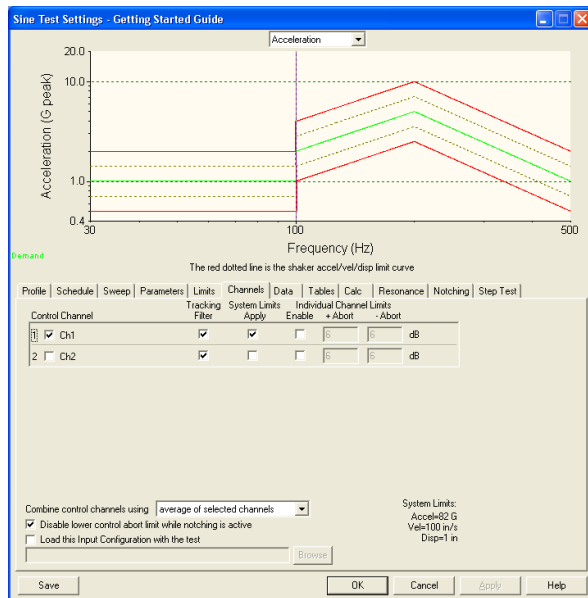 Sine Test Settings - Getting Started Guide
Acceleration
20.0
10.0
1.0
0.4
Acceleration (G peak)
30
100
500
Frequency (Hz)
Demand
The red dotted line is the shaker accel/vel/disp limit curve
Profile Schedule Sweep Parameters Limits Channels Data Tables Calc Resonance Notching Step Test
Tracking System Limits Individual Channel Limits
Control Channel Filter Apply Enable + Abort - Abort
1 Ch1 6 6 dB
2 Ch2 6 6 dB
Combine control channels using average of selected channels
Disable lower control abort limit while notching is active
Load this Input Configuration with the test
Browse
System Limits:
Accel=82 G
Vel=100 in/s
Disp=1 in
Save OK Cancel Apply Help